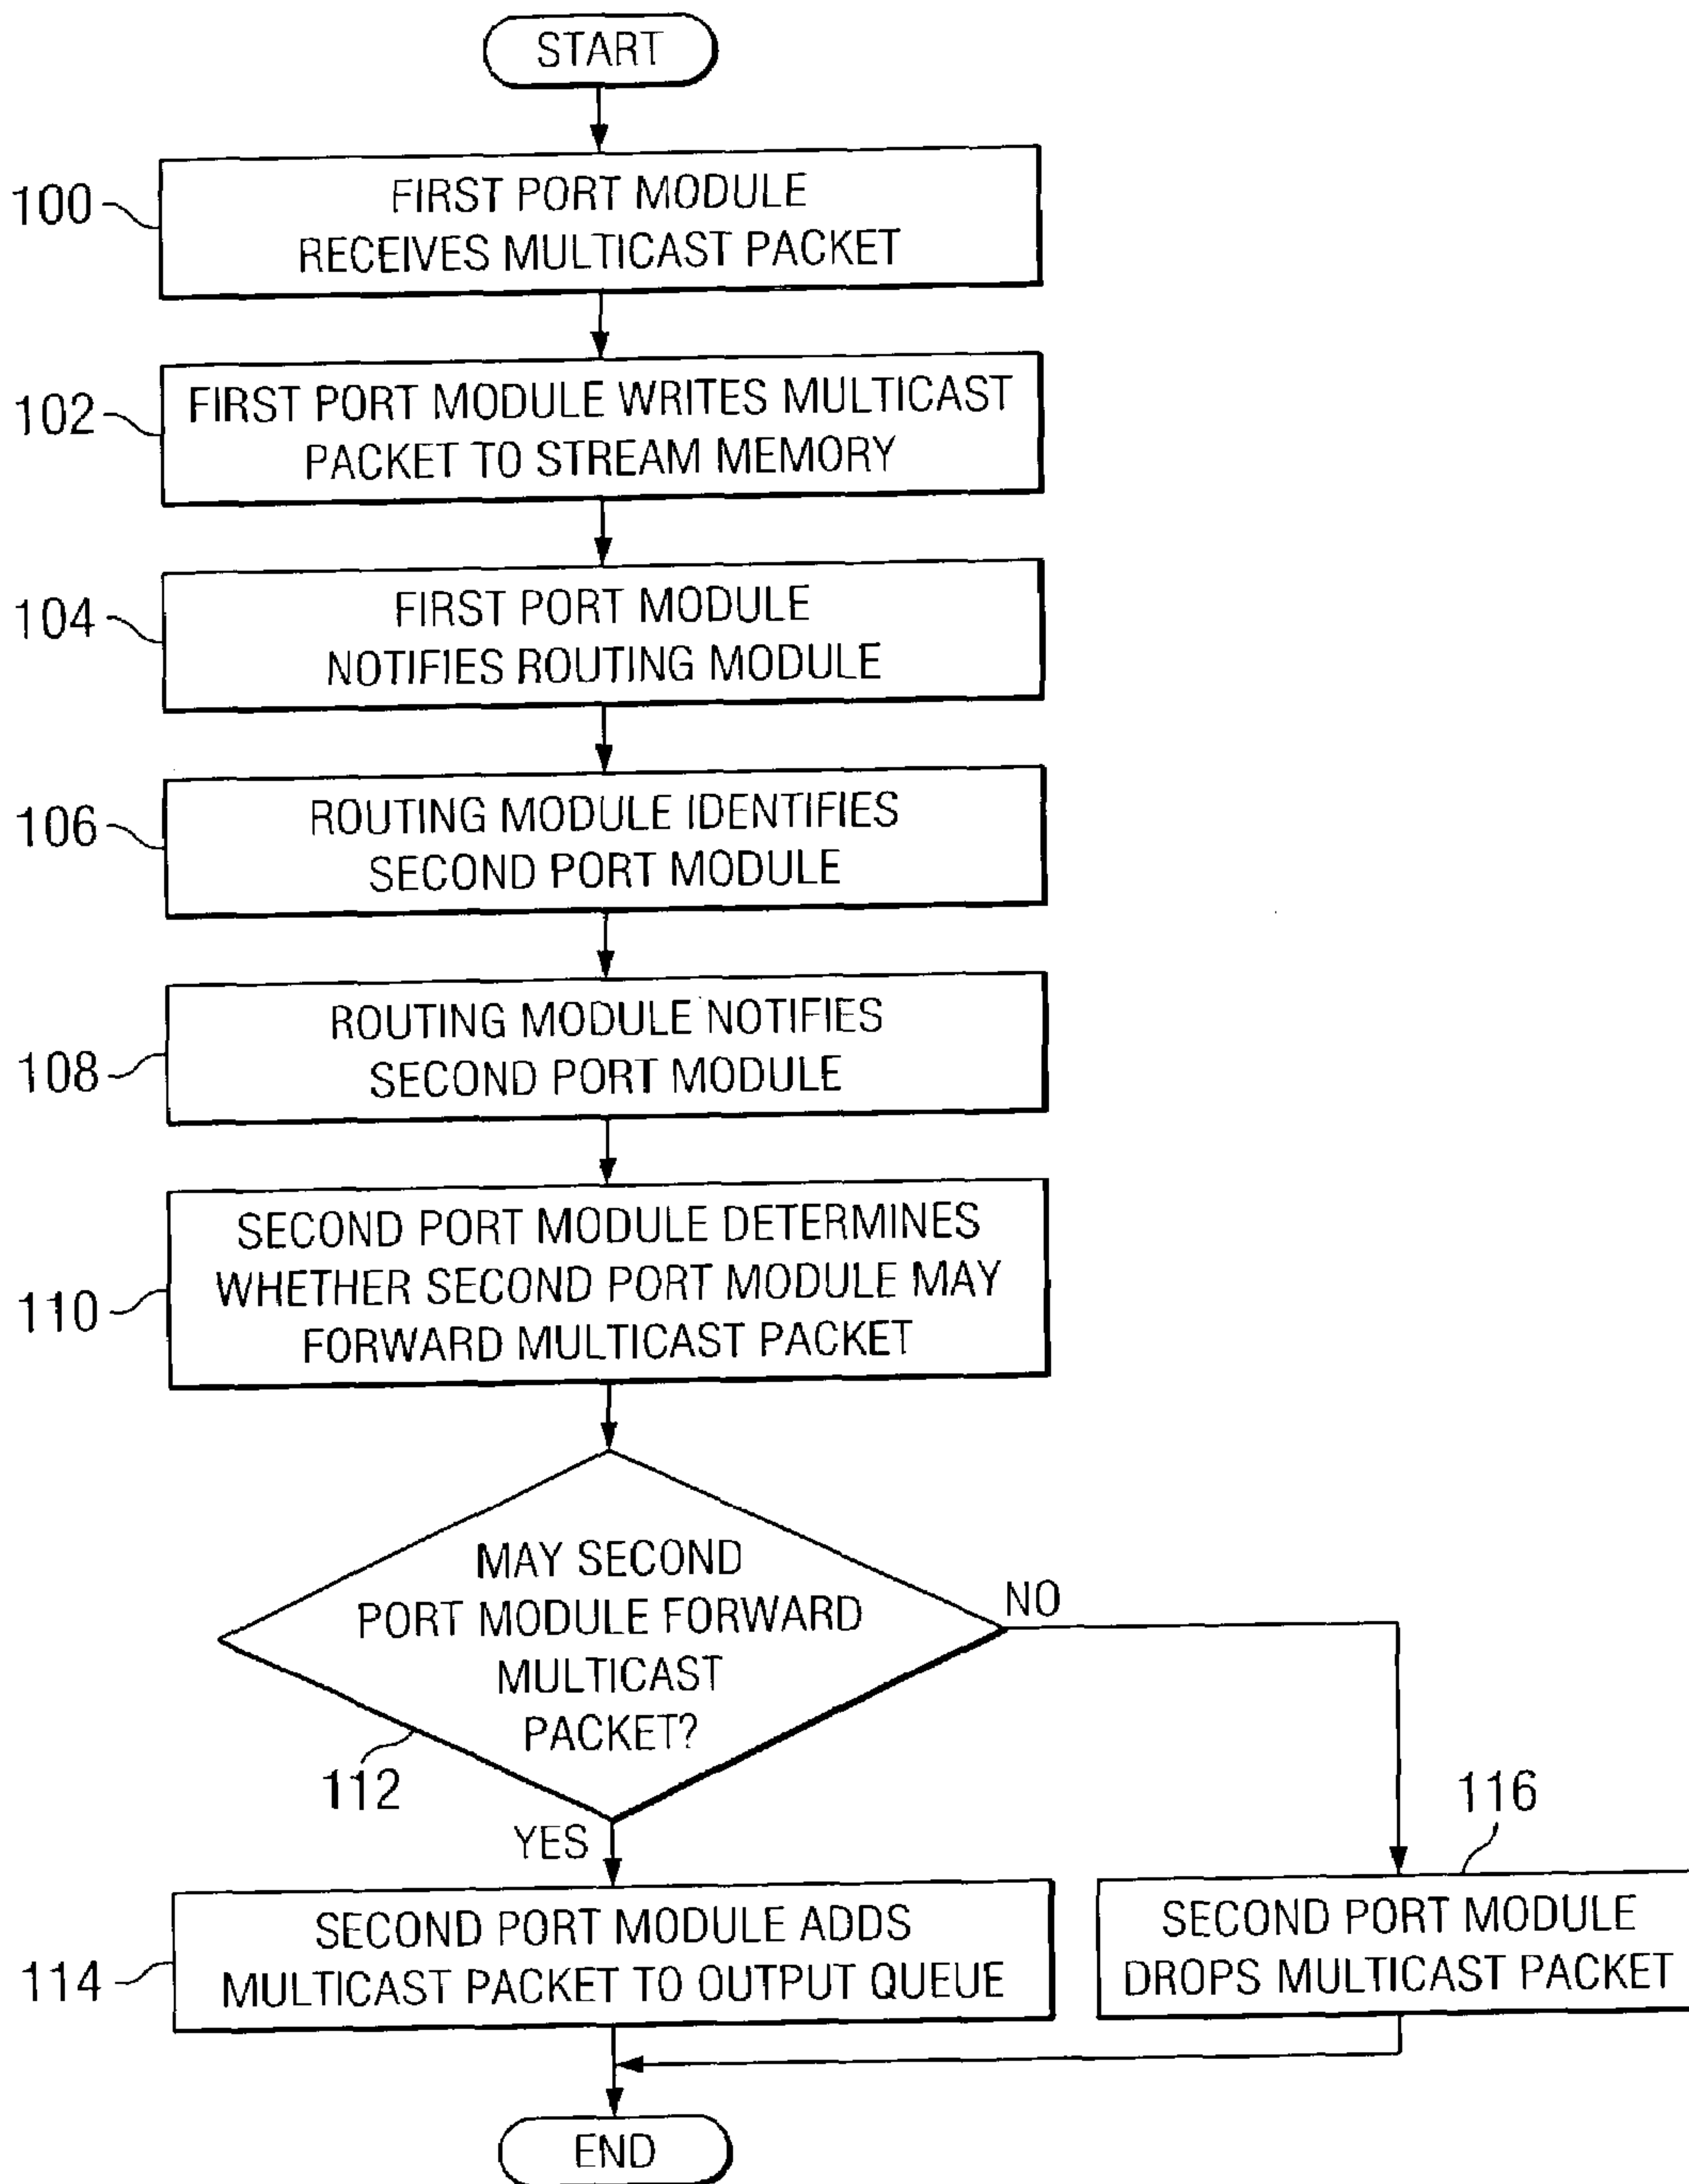 START
100
FIRST PORT MODULE
RECEIVES MULTICAST PACKET
102
FIRST PORT MODULE WRITES MULTICAST
PACKET TO STREAM MEMORY
104
FIRST PORT MODULE
NOTIFIES ROUTING MODULE
106
ROUTING MODULE IDENTIFIES
SECOND PORT MODULE
108
ROUTING MODULE NOTIFIES
SECOND PORT MODULE
110
SECOND PORT MODULE DETERMINES
WHETHER SECOND PORT MODULE MAY
FORWARD MULTICAST PACKET
MAY SECOND
PORT MODULE FORWARD
MULTICAST
PACKET?
NO
112
YES
116
114
SECOND PORT MODULE ADDS
MULTICAST PACKET TO OUTPUT QUEUE
SECOND PORT MODULE
DROPS MULTICAST PACKET
END